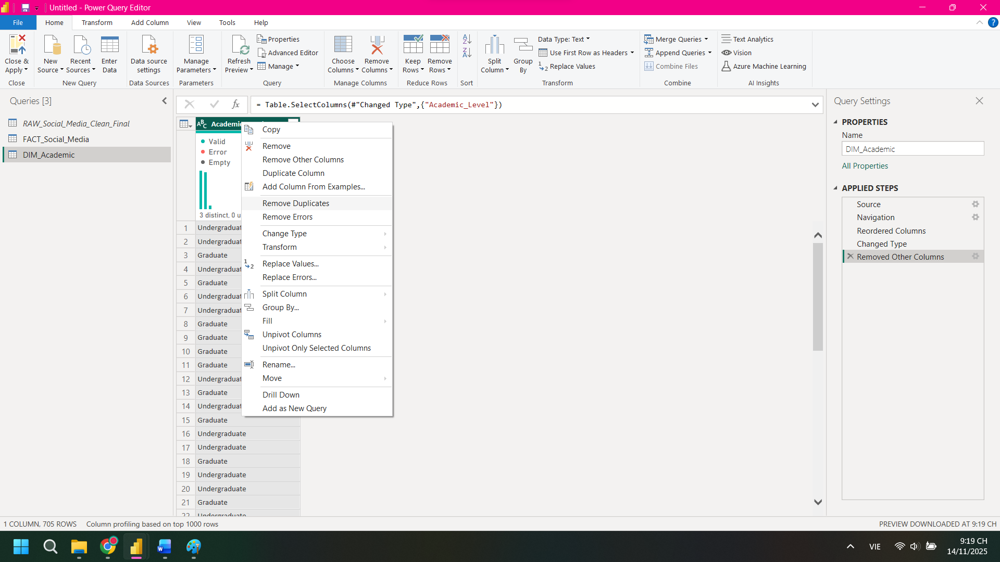 Untitled - Power Query Editor
File Home Transform Add Column View Tools Help
Close & Apply
New Source
Recent Sources
Enter Data
Data source settings
Manage Parameters
Refresh Preview
Properties
Advanced Editor
Manage
Choose Columns
Remove Columns
Keep Rows
Remove Rows
Split Column
Group By
Data Type: Text
Use First Row as Headers
Replace Values
Merge Queries
Append Queries
Combine Files
Text Analytics
Vision
Azure Machine Learning
Close New Query Data Sources Parameters Query Manage Columns Reduce Rows Sort Transform Combine AI Insights
Queries [3]
RAW_Social_Media_Clean_Final
FACT_Social_Media
DIM_Academic
= Table.SelectColumns(#"Changed Type",{"Academic_Level"})
Valid
Error
Empty
3 distinct, 0 u
1 Undergraduat
2 Undergraduat
3 Graduate
4 Undergraduat
5 Graduate
6 Undergraduat
7 Undergraduat
8 Graduate
9 Graduate
10 Graduate
11 Graduate
12 Undergraduat
13 Graduate
14 Undergraduat
15 Graduate
16 Undergraduate
17 Undergraduate
18 Graduate
19 Undergraduate
20 Undergraduate
21 Graduate
Copy
Remove
Remove Other Columns
Duplicate Column
Add Column From Examples...
Remove Duplicates
Remove Errors
Change Type
Transform
Replace Values...
Replace Errors...
Split Column
Group By...
Fill
Unpivot Columns
Unpivot Only Selected Columns
Rename...
Move
Drill Down
Add as New Query
Query Settings
PROPERTIES
Name
DIM_Academic
All Properties
APPLIED STEPS
Source
Navigation
Reordered Columns
Changed Type
Removed Other Columns
1 COLUMN, 705 ROWS Column profiling based on top 1000 rows
PREVIEW DOWNLOADED AT 9:19 CH
VIE
9:19 CH
14/11/2025